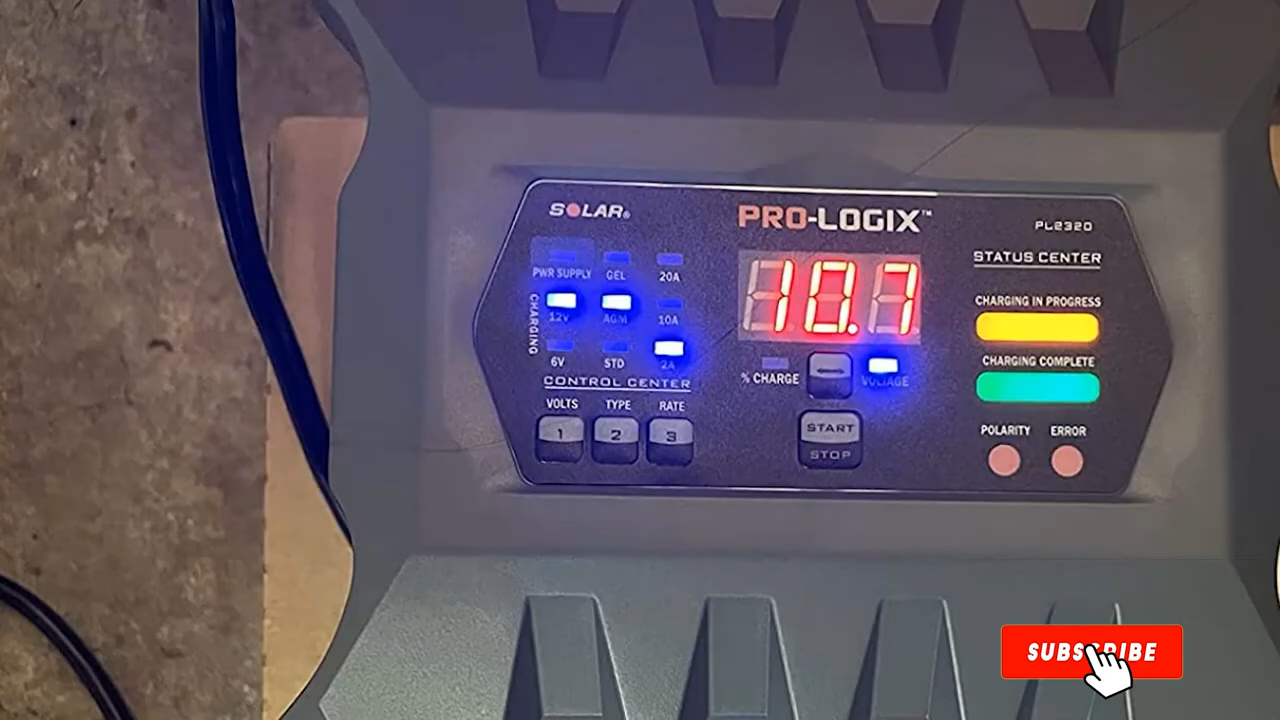 SOLAR®
PRO-LOGIX™
PL2320
PWR SUPPLY
GEL
20A
CHARGING
12V
AGM
10A
6V
STD
2A
CONTROL CENTER
VOLTS
TYPE
RATE
1
2
3
10.7
% CHARGE
VOLTAGE
START
STOP
STATUS CENTER
CHARGING IN PROGRESS
CHARGING COMPLETE
POLARITY
ERROR
SUBSCRIBE